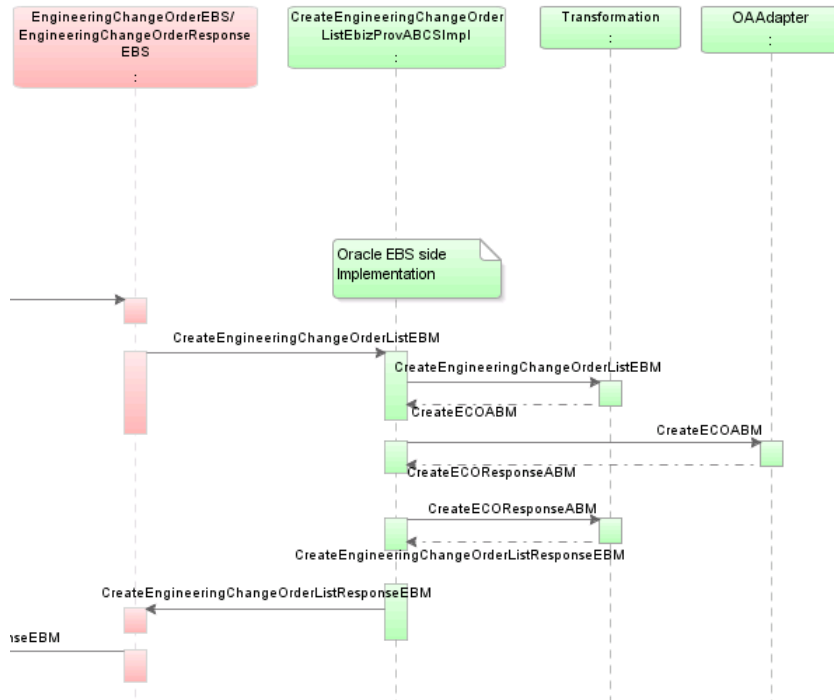 EngineeringChangeOrderEBS/
EngineeringChangeOrderResponse
EBS
:
CreateEngineeringChangeOrder
ListEbizProvABCSImpl
:
Transformation
:
OAAdapter
:
Oracle EBS side
Implementation
CreateEngineeringChangeOrderListEBM
CreateEngineeringChangeOrderListEBM
CreateECOABM
CreateECOABM
CreateECOResponseABM
CreateECOResponseABM
CreateEngineeringChangeOrderListResponseEBM
CreateEngineeringChangeOrderListResponseEBM
nseEBM